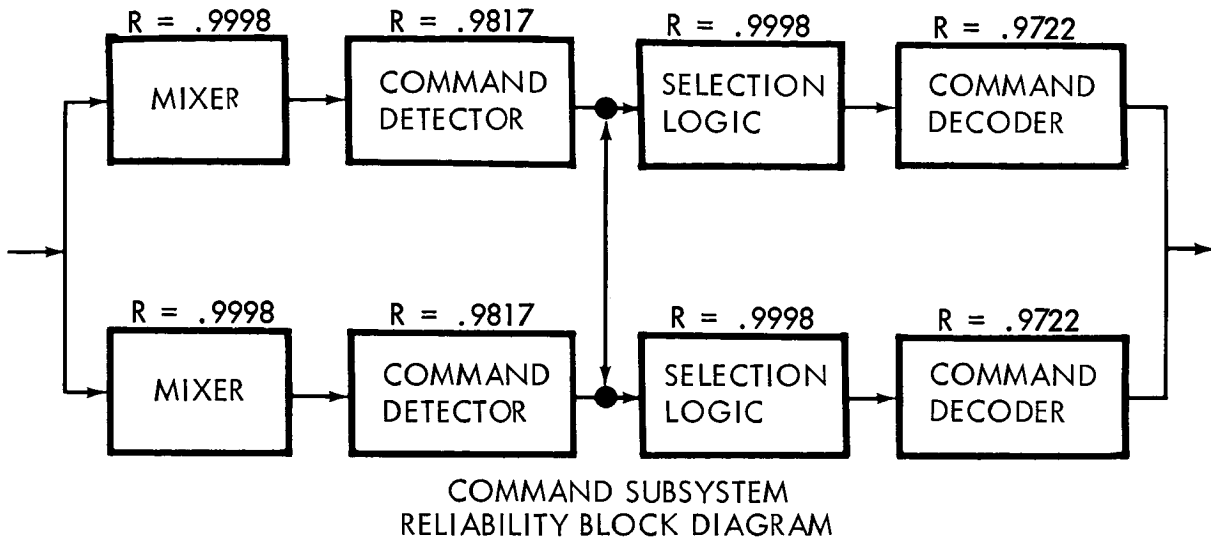 R = .9998
R = .9817
R = .9998
R = .9722
MIXER
COMMAND
DETECTOR
SELECTION
LOGIC
COMMAND
DECODER
R = .9998
R = .9817
R = .9998
R = .9722
MIXER
COMMAND
DETECTOR
SELECTION
LOGIC
COMMAND
DECODER
COMMAND SUBSYSTEM
RELIABILITY BLOCK DIAGRAM